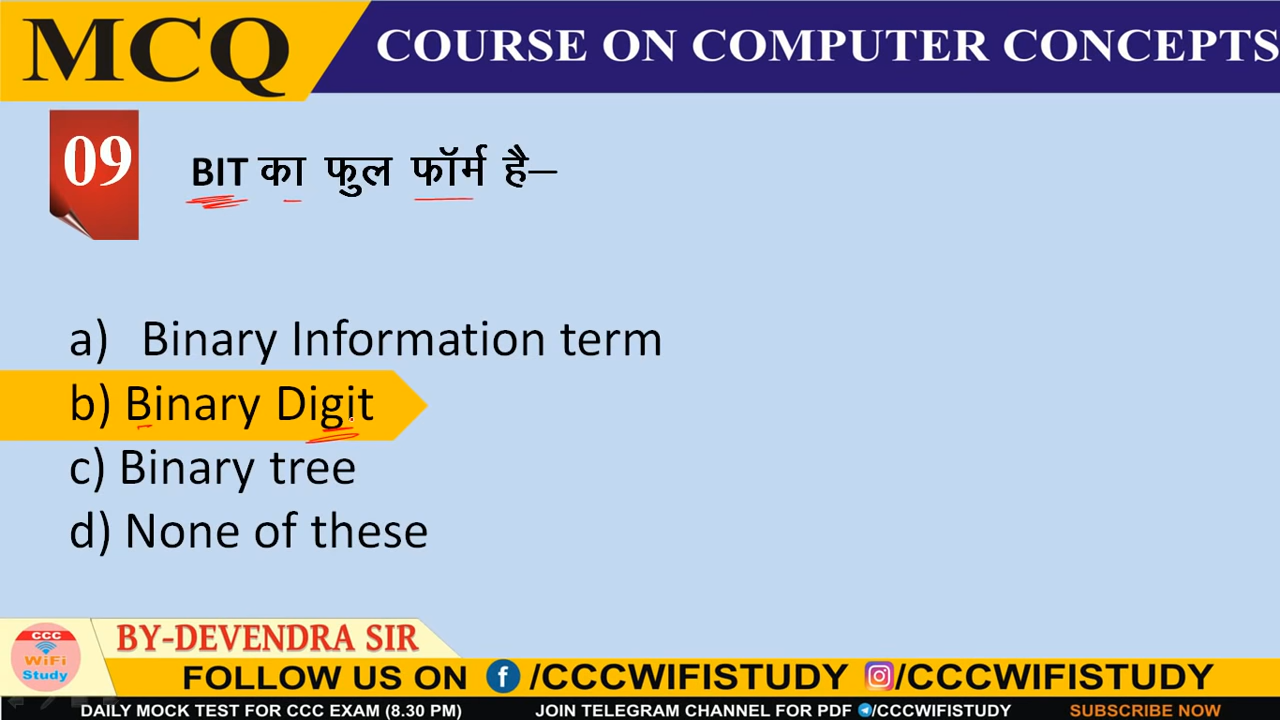 MCQ
COURSE ON COMPUTER CONCEPTS
09
BIT का फुल फॉर्म है–
a) Binary Information term
b) Binary Digit
c) Binary tree
d) None of these
CCC
WiFi
Study
BY-DEVENDRA SIR
FOLLOW US ON f /CCCWIFISTUDY /CCCWIFISTUDY
DAILY MOCK TEST FOR CCC EXAM (8.30 PM) JOIN TELEGRAM CHANNEL FOR PDF /CCCWIFISTUDY SUBSCRIBE NOW